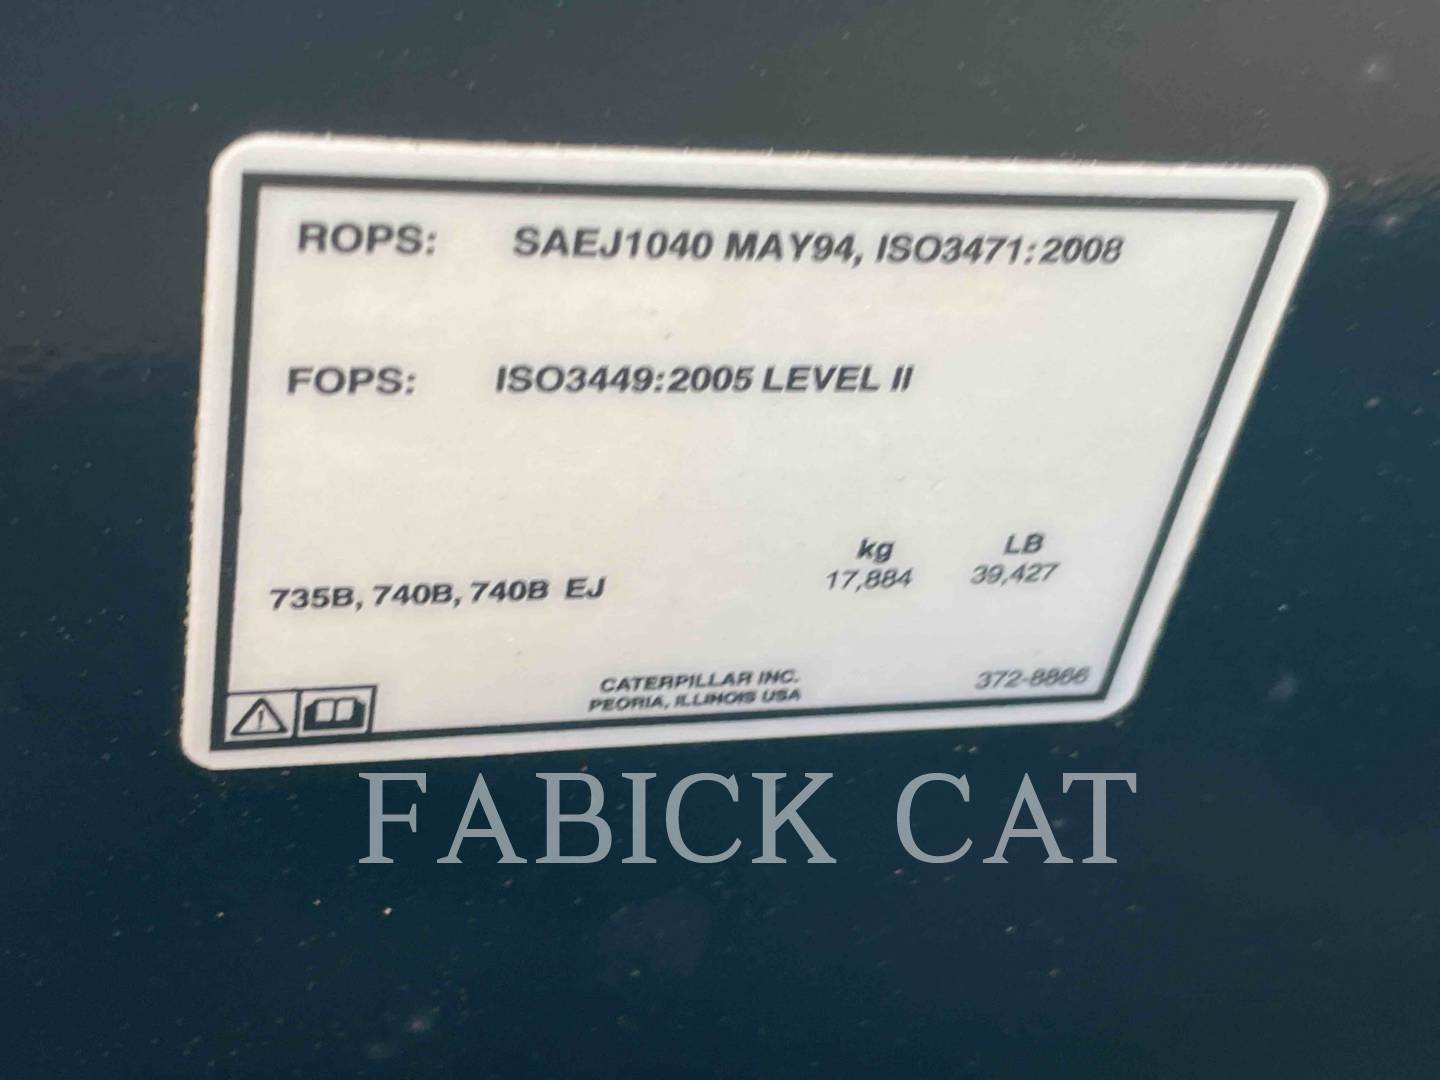 ROPS: SAEJ1040 MAY94, ISO3471:2008
FOPS: ISO3449:2005 LEVEL II
kg LB
735B, 740B, 740B EJ 17,884 39,427
CATERPILLAR INC. 372-8866
PEORIA, ILLINOIS USA
FABICK CAT